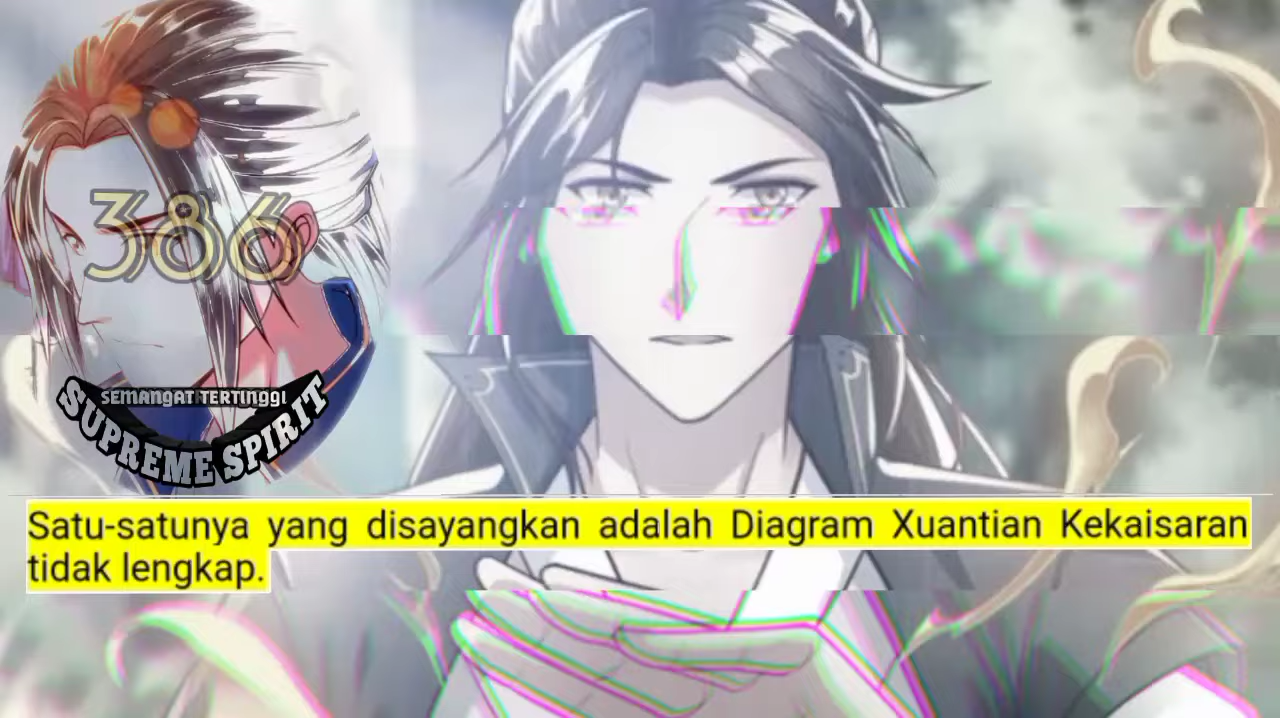 386
SEMANGAT TERTINGGI
SUPREME SPIRIT
Satu-satunya yang disayangkan adalah Diagram Xuantian Kekaisaran
tidak lengkap.